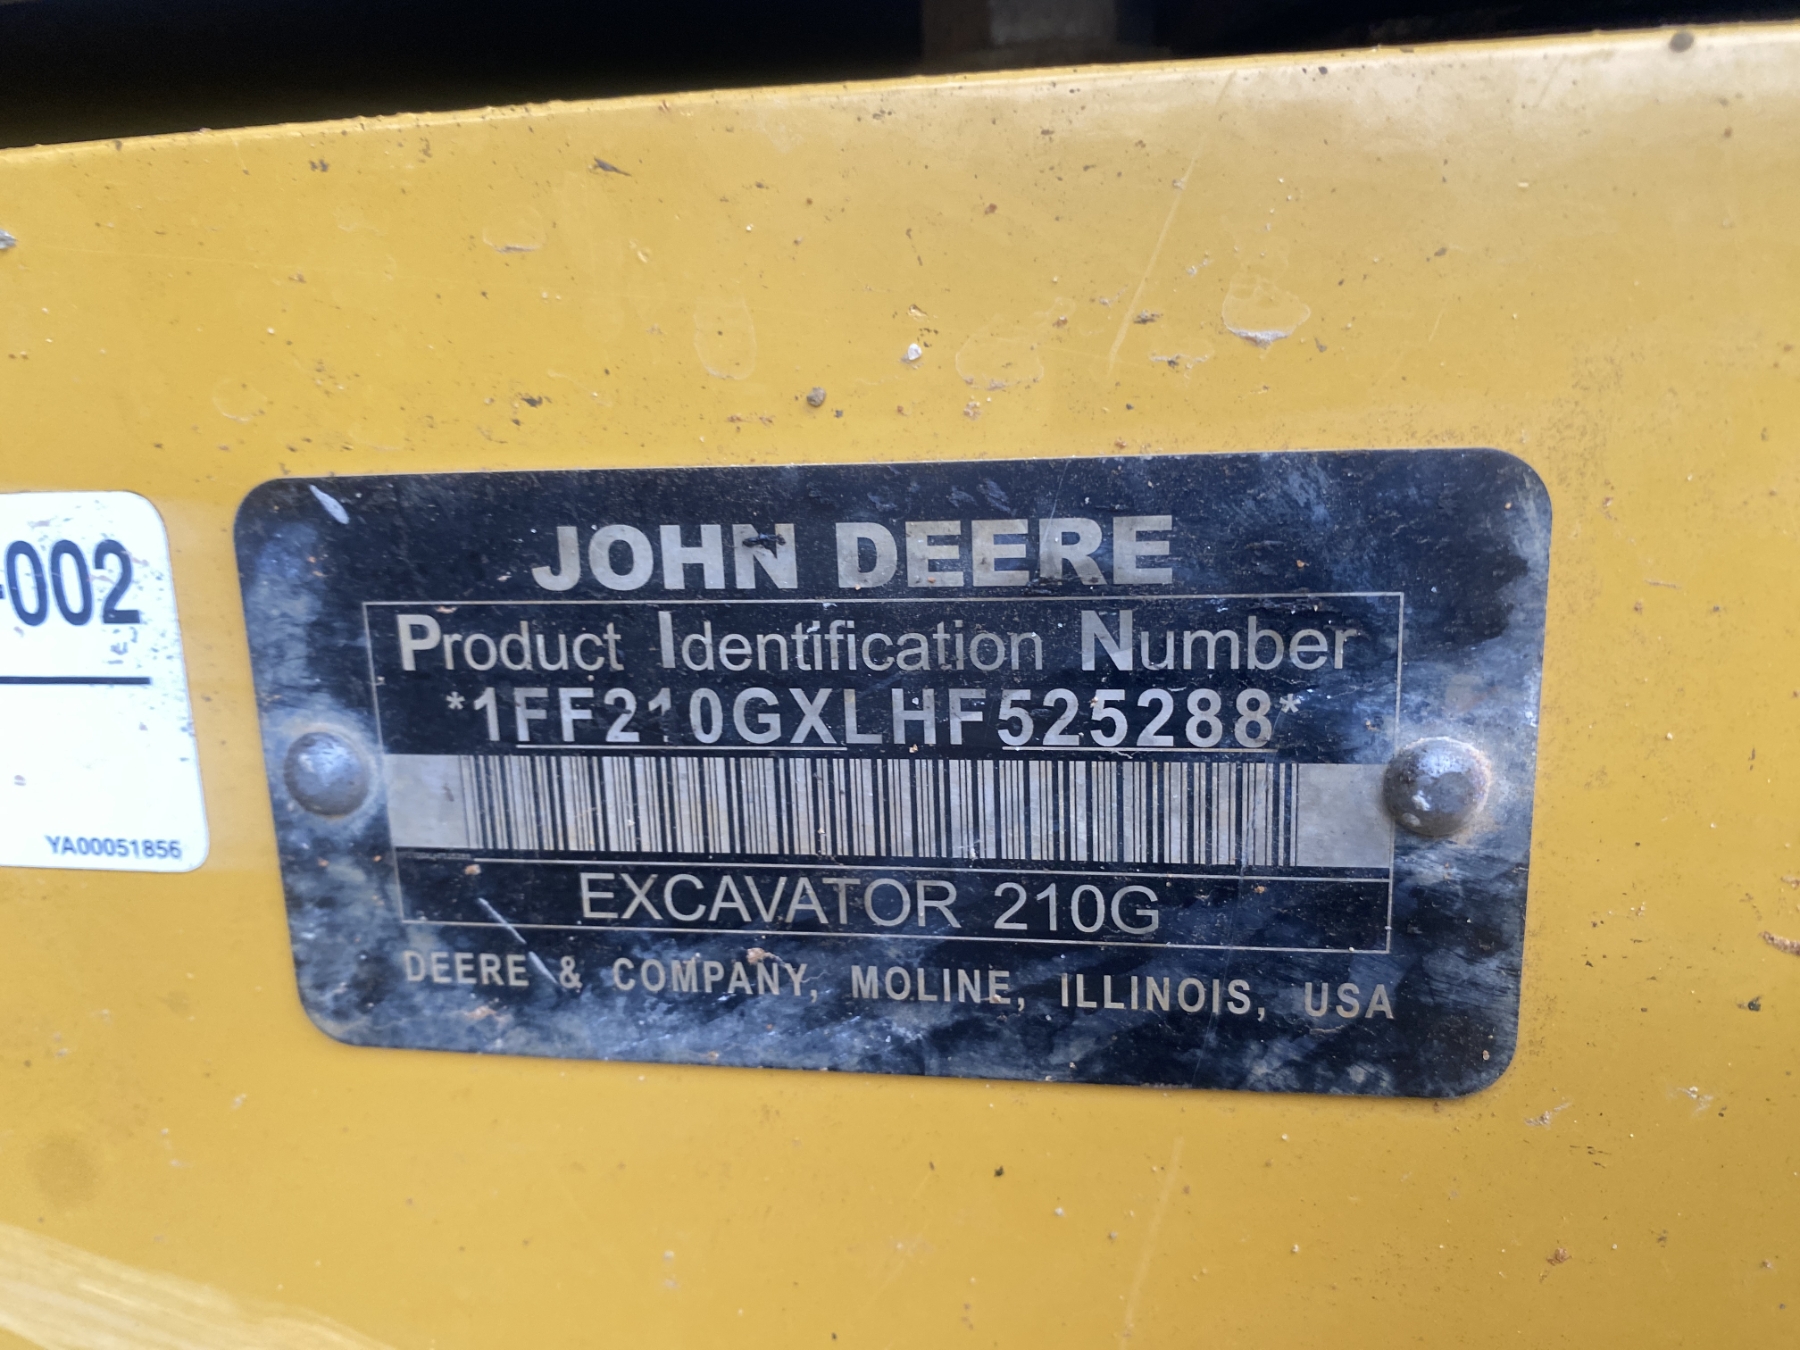 -002
YA00051856
JOHN DEERE
Product Identification Number
*1FF210GXLHF525288*
EXCAVATOR 210G
DEERE & COMPANY, MOLINE, ILLINOIS, USA